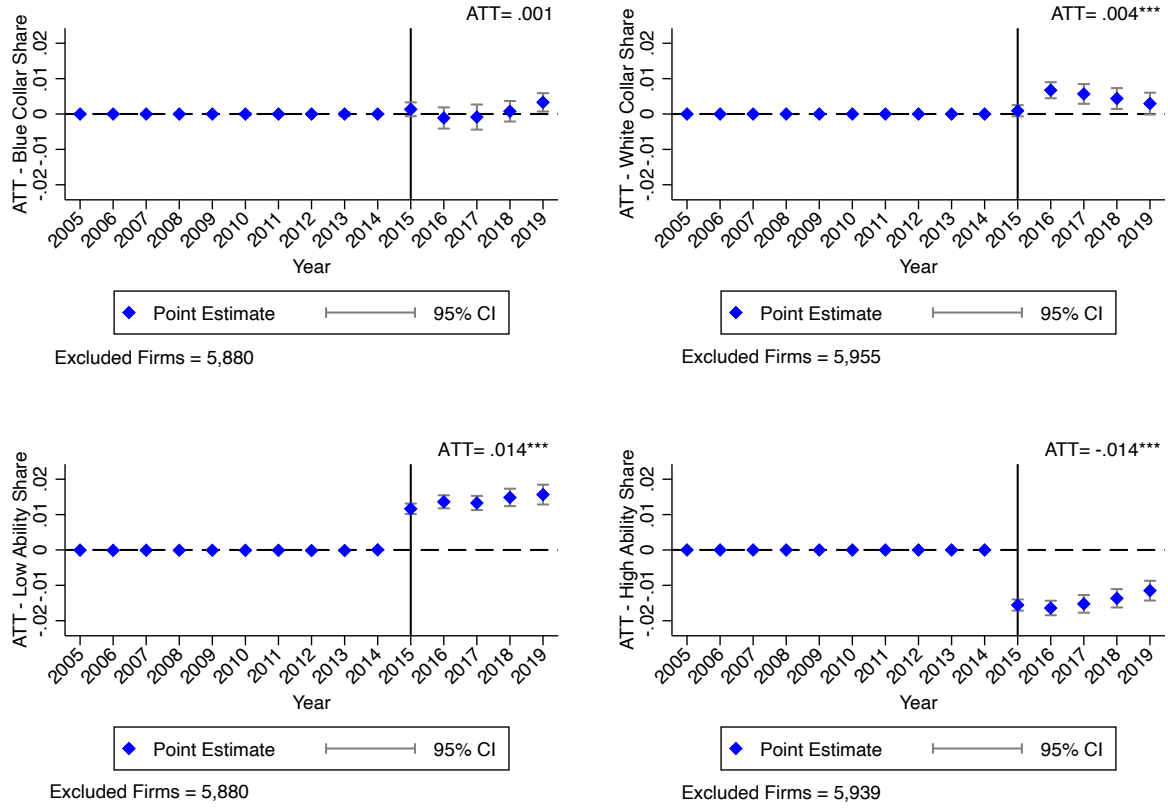 ATT= .001
ATT - Blue Collar Share
.02
.01
0
-.01
-.02
2005 2006 2007 2008 2009 2010 2011 2012 2013 2014 2015 2016 2017 2018 2019
Year
Point Estimate 95% CI
Excluded Firms = 5,880
ATT= .004***
ATT - White Collar Share
.02
.01
0
-.01
-.02
2005 2006 2007 2008 2009 2010 2011 2012 2013 2014 2015 2016 2017 2018 2019
Year
Point Estimate 95% CI
Excluded Firms = 5,955
ATT= .014***
ATT - Low Ability Share
.02
.01
0
-.01
-.02
2005 2006 2007 2008 2009 2010 2011 2012 2013 2014 2015 2016 2017 2018 2019
Year
Point Estimate 95% CI
Excluded Firms = 5,880
ATT= -.014***
ATT - High Ability Share
.02
.01
0
-.01
-.02
2005 2006 2007 2008 2009 2010 2011 2012 2013 2014 2015 2016 2017 2018 2019
Year
Point Estimate 95% CI
Excluded Firms = 5,939